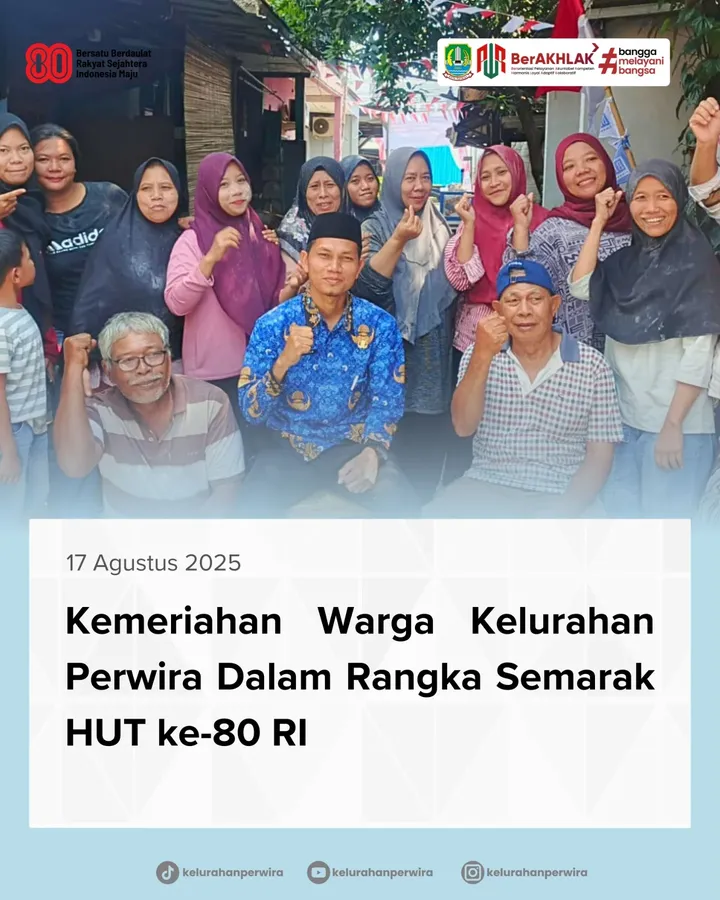 80
Bersatu Berdaulat
Rakyat Sejahtera
Indonesia Maju
BerAKHLAK
#bangga
melayani
bangsa
adidas
17 Agustus 2025
Kemeriahan Warga Kelurahan
Perwira Dalam Rangka Semarak
HUT ke-80 RI
kelurahanperwira kelurahanperwira kelurahanperwira